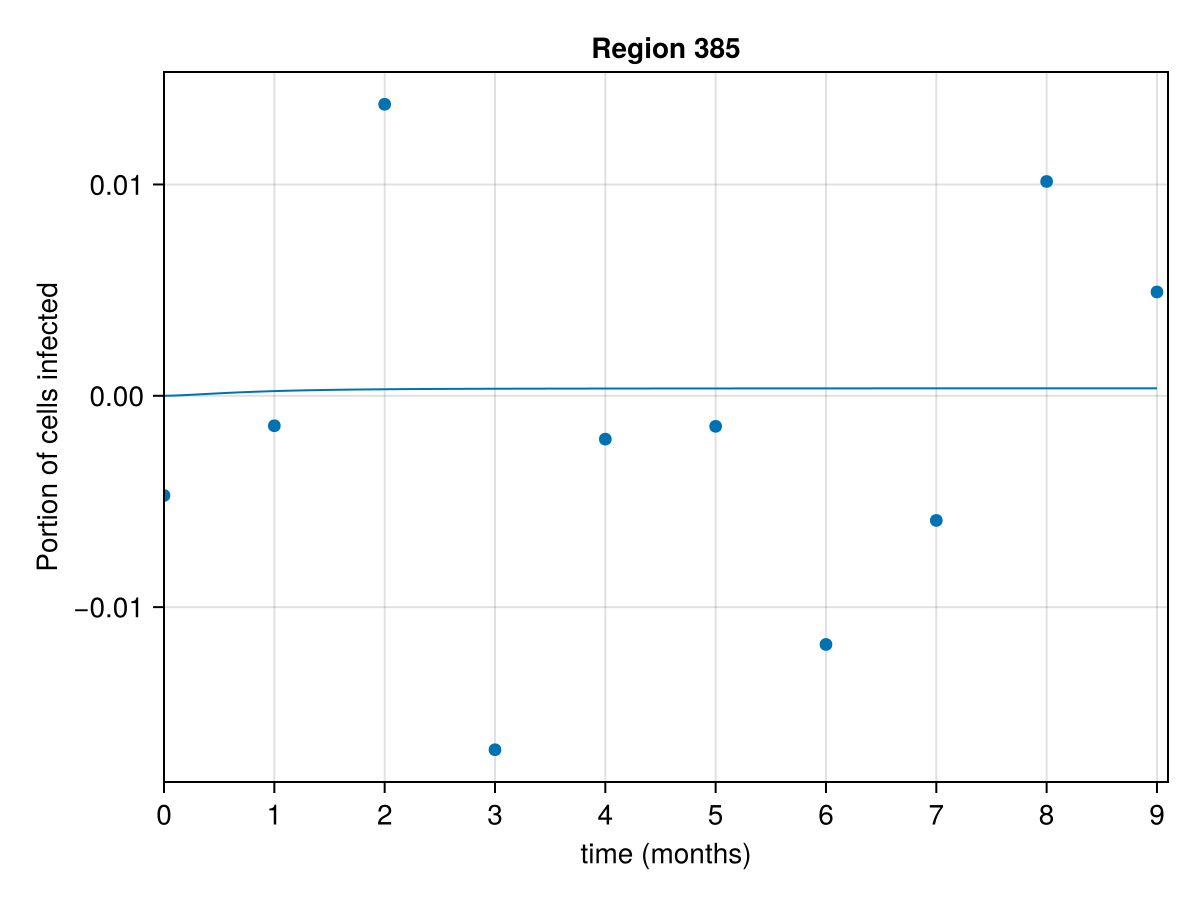 Region 385
Portion of cells infected
0.01
0.00
−0.01
0 1 2 3 4 5 6 7 8 9
time (months)